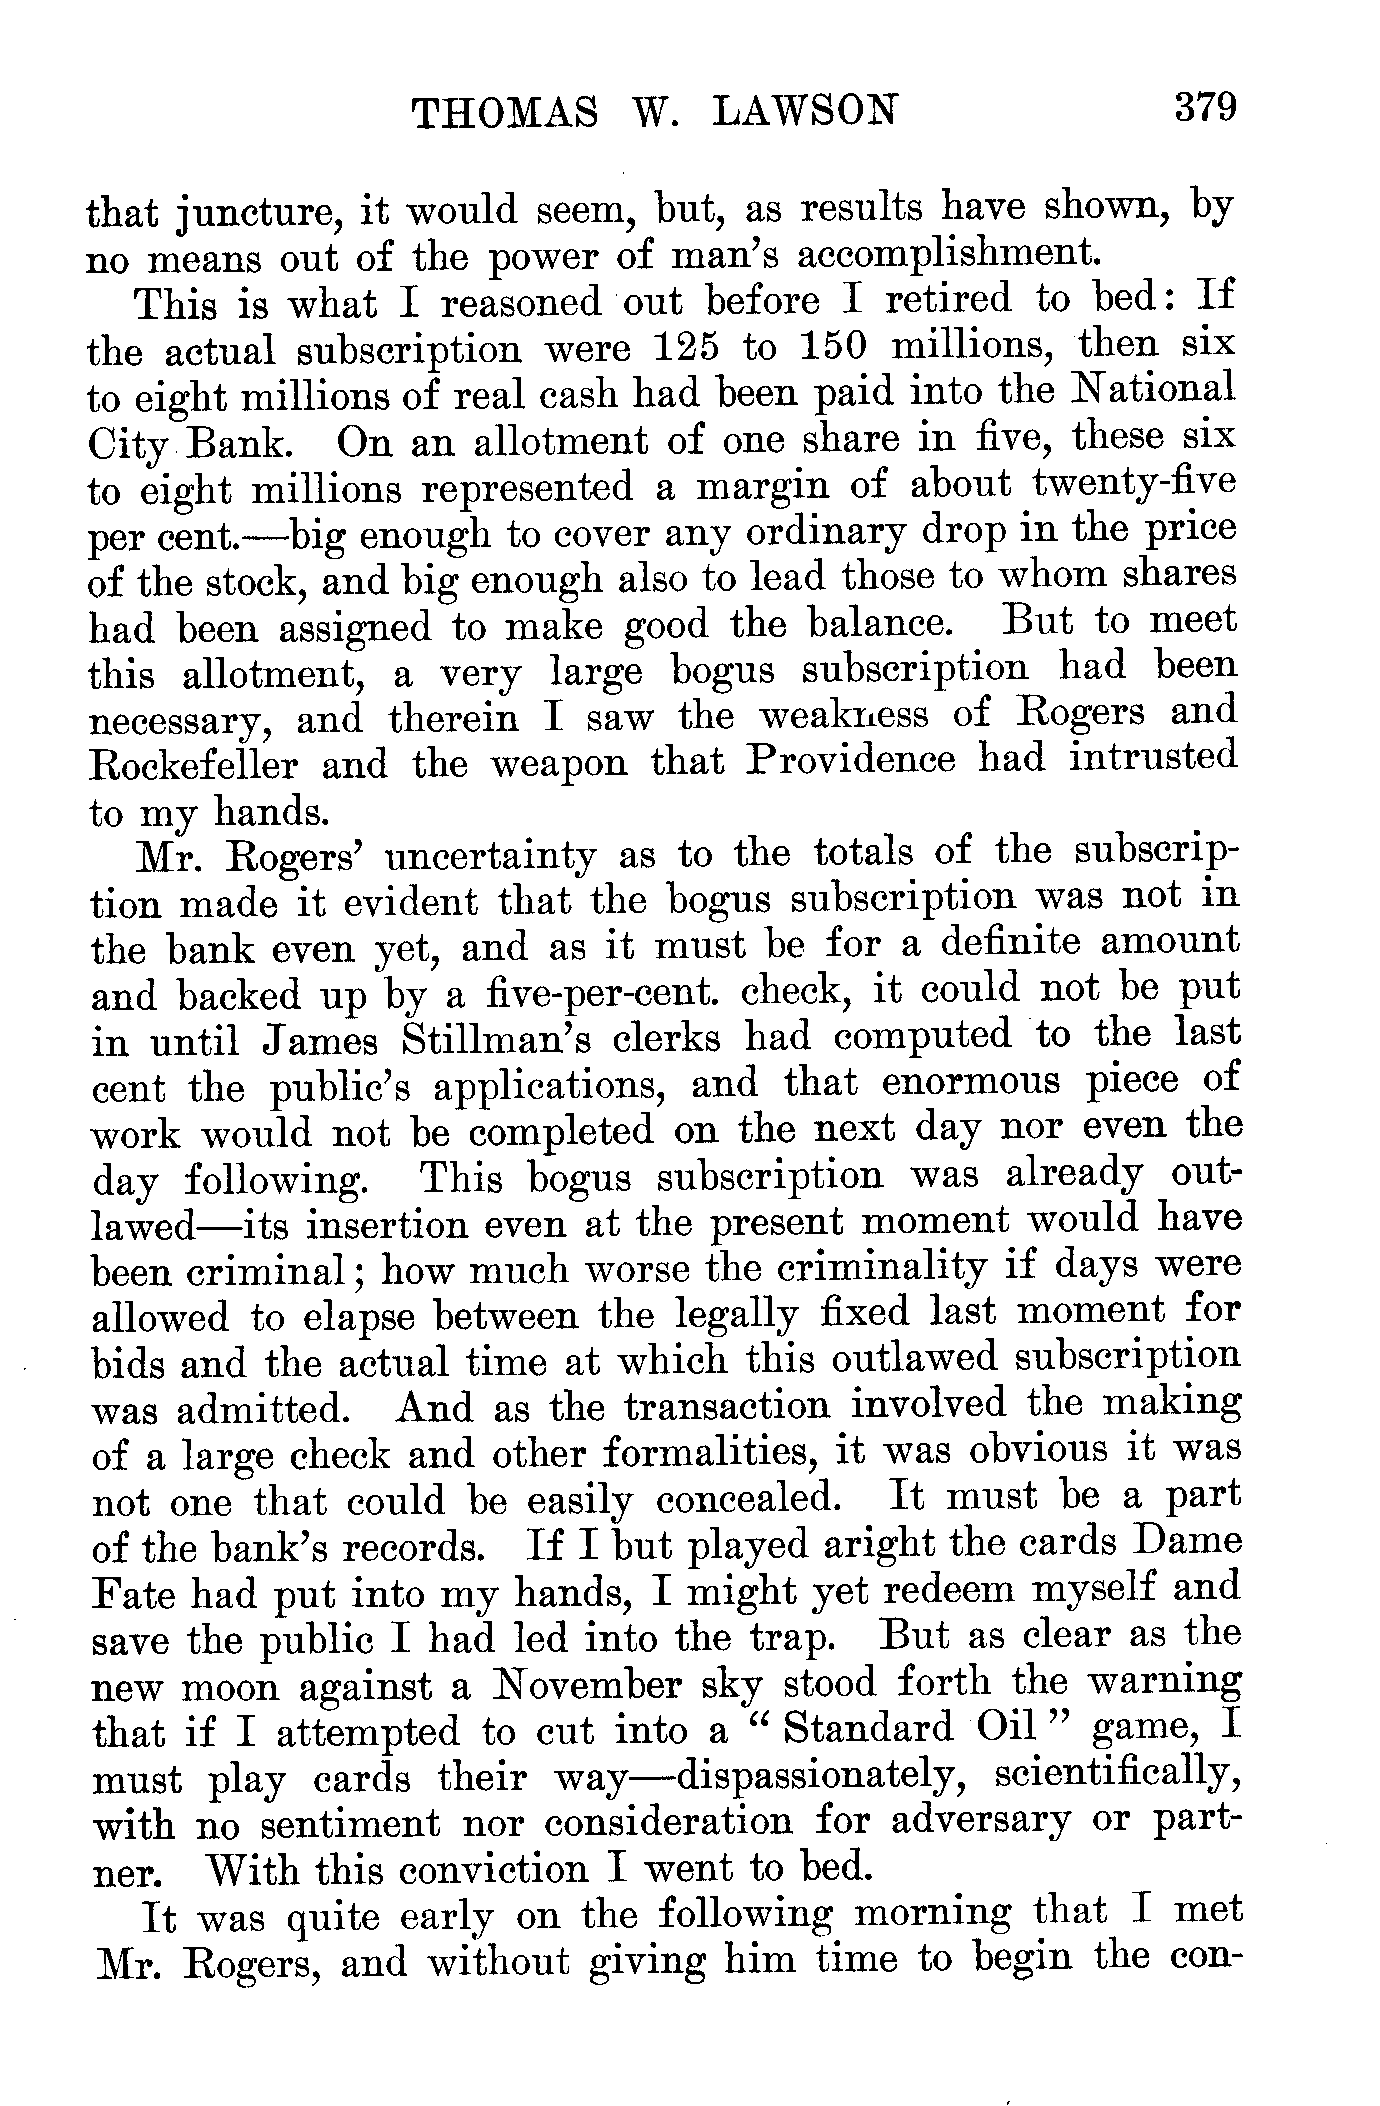 THOMAS W. LAWSON 379
that juncture, it would seem, but, as results have shown, by
no means out of the power of man's accomplishment.
This is what I reasoned out before I retired to bed: If
the actual subscription were 125 to 150 millions, then six
to eight millions of real cash had been paid into the National
City Bank. On an allotment of one share in five, these six
to eight millions represented a margin of about twenty-five
per cent.—big enough to cover any ordinary drop in the price
of the stock, and big enough also to lead those to whom shares
had been assigned to make good the balance. But to meet
this allotment, a very large bogus subscription had been
necessary, and therein I saw the weakness of Rogers and
Rockefeller and the weapon that Providence had intrusted
to my hands.
Mr. Rogers' uncertainty as to the totals of the subscrip-
tion made it evident that the bogus subscription was not in
the bank even yet, and as it must be for a definite amount
and backed up by a five-per-cent. check, it could not be put
in until James Stillman's clerks had computed to the last
cent the public's applications, and that enormous piece of
work would not be completed on the next day nor even the
day following. This bogus subscription was already out-
lawed—its insertion even at the present moment would have
been criminal; how much worse the criminality if days were
allowed to elapse between the legally fixed last moment for
bids and the actual time at which this outlawed subscription
was admitted. And as the transaction involved the making
of a large check and other formalities, it was obvious it was
not one that could be easily concealed. It must be a part
of the bank's records. If I but played aright the cards Dame
Fate had put into my hands, I might yet redeem myself and
save the public I had led into the trap. But as clear as the
new moon against a November sky stood forth the warning
that if I attempted to cut into a “ Standard Oil ” game, I
must play cards their way—dispassionately, scientifically,
with no sentiment nor consideration for adversary or part-
ner. With this conviction I went to bed.
It was quite early on the following morning that I met
Mr. Rogers, and without giving him time to begin the con-